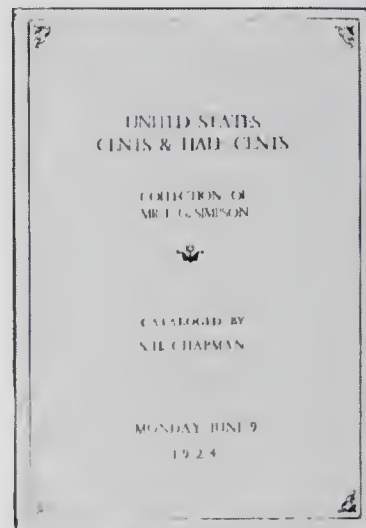 UNITED STATES
CENTS & HALF CENTS
COLLECTION OF
MR. F. G. SIMPSON
CATALOGED BY
S.H. CHAPMAN
MONDAY JUNE 9
1924